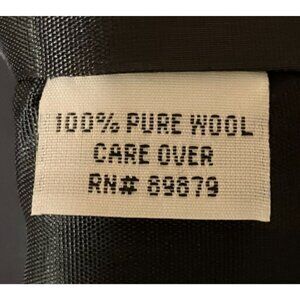 100% PURE WOOL
CARE OVER
RN# 89879